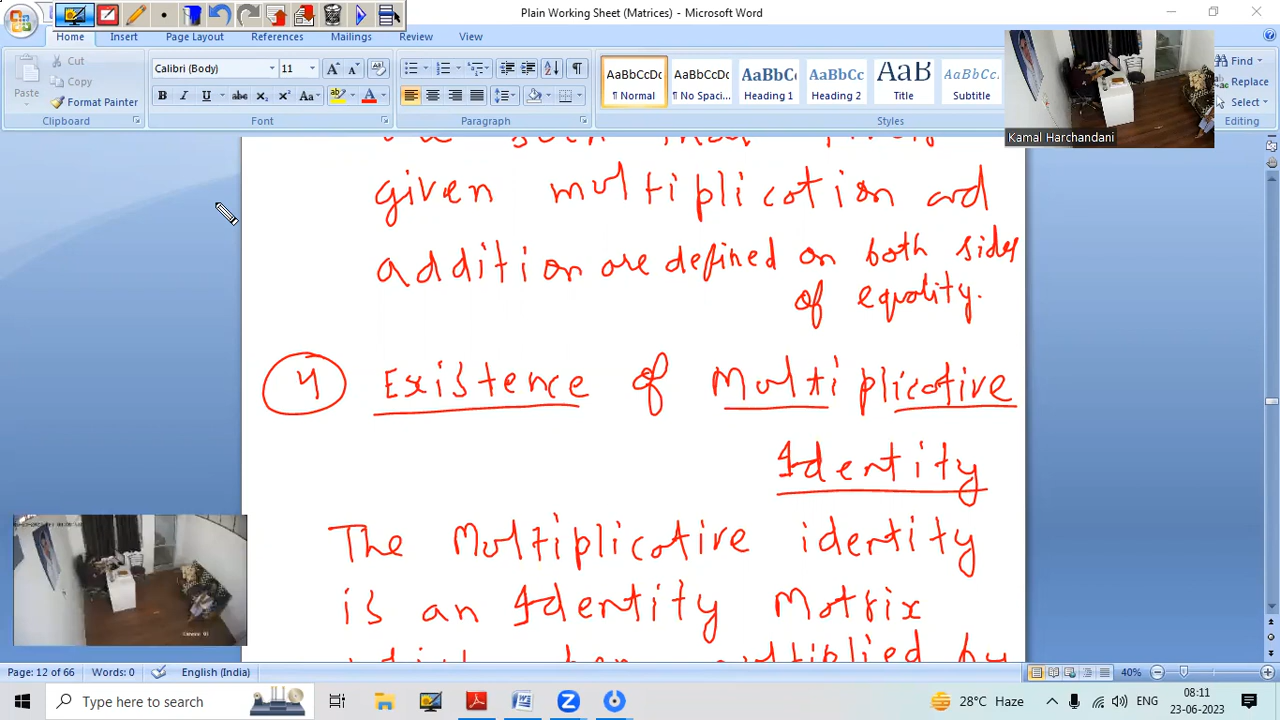 Plain Working Sheet (Matrices) - Microsoft Word
Home Insert Page Layout References Mailings Review View
Paste
Cut
Copy
Format Painter
Clipboard
Calibri (Body) 11
Font
Paragraph
AaBbCcDc AaBbCcDc AaBbCc AaBbCc AaB AaBbCc
¶ Normal ¶ No Spaci... Heading 1 Heading 2 Title Subtitle
Styles
Find
Replace
Select
Editing
Kamal Harchandani
given multiplication and
addition are defined on both sides
of equality.
4 Existence of Multiplicative
Identity
The Multiplicative identity
is an Identity Matrix
multiplied by
Page: 12 of 66 Words: 0 English (India) 40%
Type here to search
28°C Haze
ENG
08:11
23-06-2023